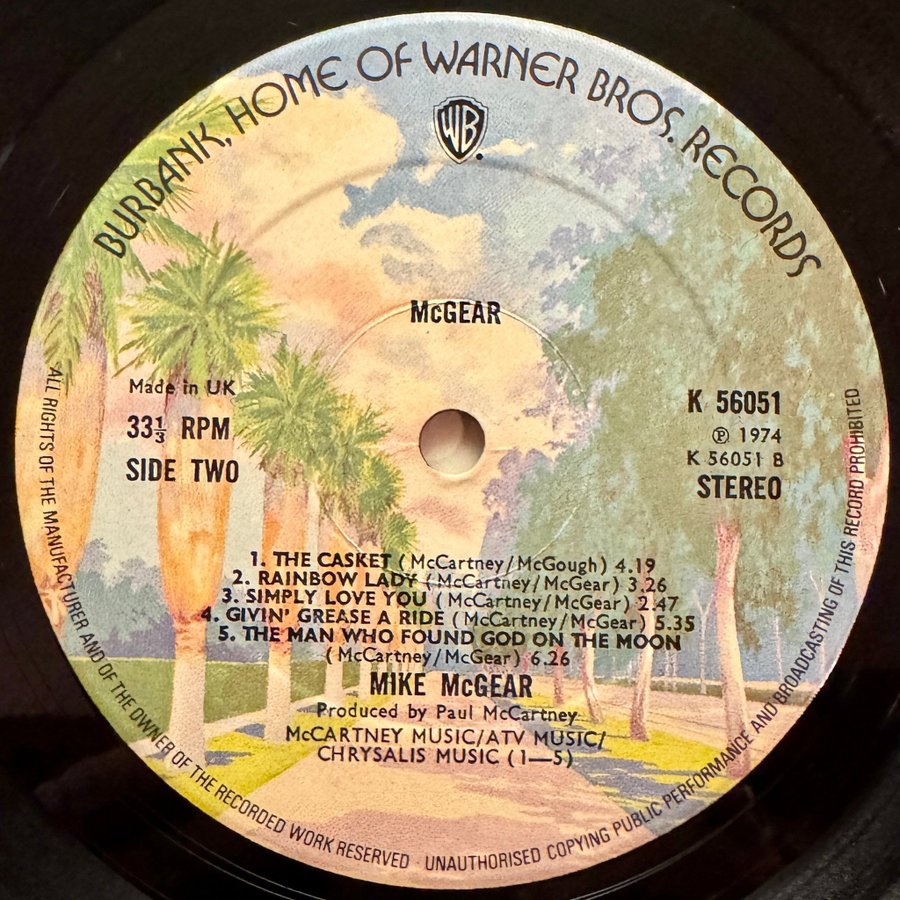 BURBANK, HOME OF WARNER BROS. RECORDS
WB
McGEAR
Made in UK
33⅓ RPM
SIDE TWO
K 56051
℗ 1974
K 56051 B
STEREO
1. THE CASKET (McCartney/McGough) 4.19
2. RAINBOW LADY (McCartney/McGear) 3.26
3. SIMPLY LOVE YOU (McCartney/McGear) 2.47
4. GIVIN' GREASE A RIDE (McCartney/McGear) 5.35
5. THE MAN WHO FOUND GOD ON THE MOON
(McCartney/McGear) 6.26
MIKE McGEAR
Produced by Paul McCartney
McCARTNEY MUSIC/ATV MUSIC/
CHRYSALIS MUSIC (1—5)
ALL RIGHTS OF THE MANUFACTURER AND OF THE OWNER OF THE RECORDED WORK RESERVED · UNAUTHORISED COPYING PUBLIC PERFORMANCE AND BROADCASTING OF THIS RECORD PROHIBITED